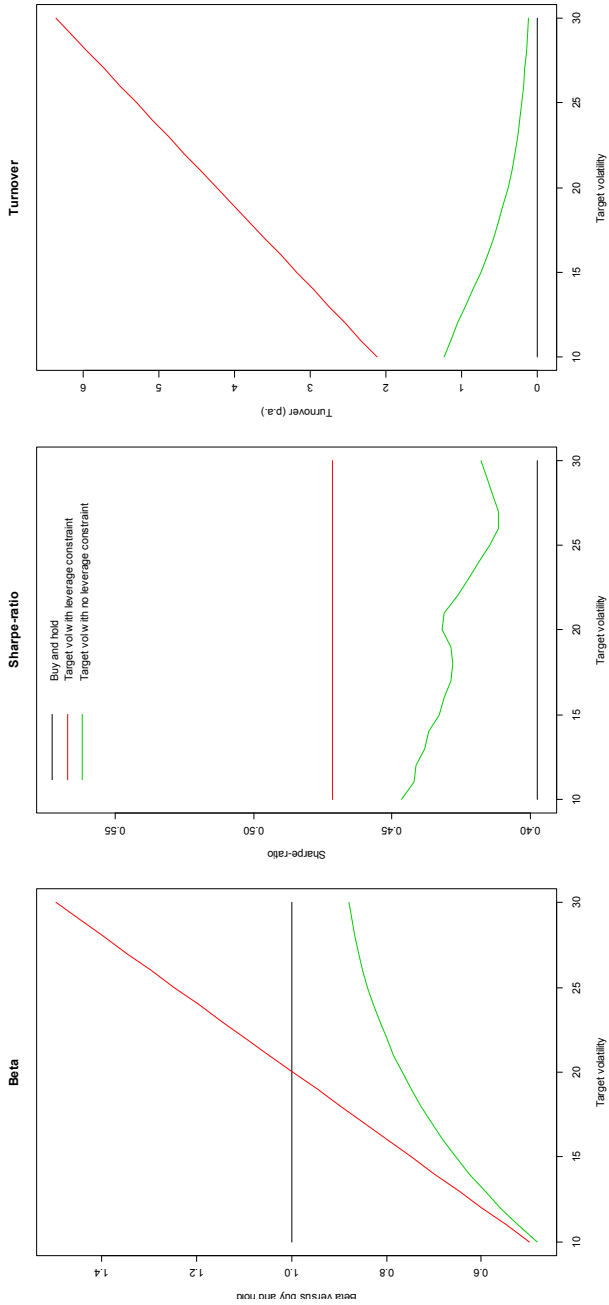 Beta
Beta versus buy and hold
0.6
0.8
1.0
1.2
1.4
10
15
20
25
30
Target volatility
Sharpe-ratio
Sharpe-ratio
0.40
0.45
0.50
0.55
Buy and hold
Target vol with leverage constraint
Target vol with no leverage constraint
10
15
20
25
30
Target volatility
Turnover
Turnover (p.a.)
0
1
2
3
4
5
6
10
15
20
25
30
Target volatility